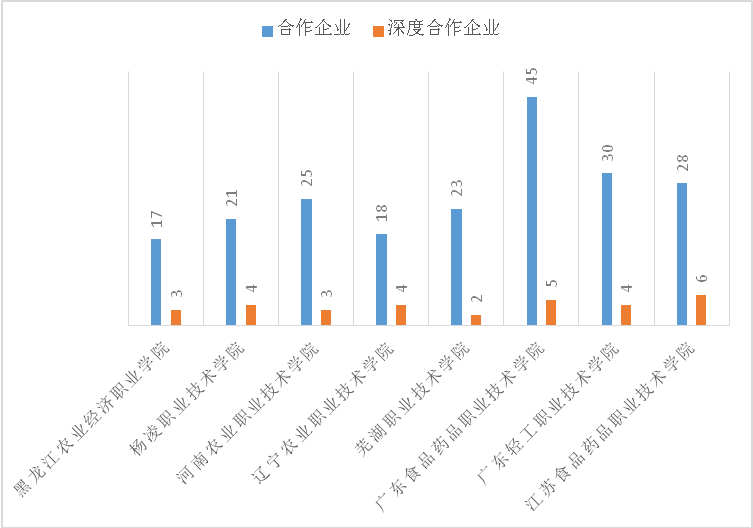 合作企业 深度合作企业
17 3 21 4 25 3 18 4 23 2 45 5 30 4 28 6
黑龙江农业经济职业学院
杨凌职业技术学院
河南农业职业技术学院
辽宁农业职业技术学院
芜湖职业技术学院
广东食品药品职业技术学院
广东轻工职业技术学院
江苏食品药品职业技术学院